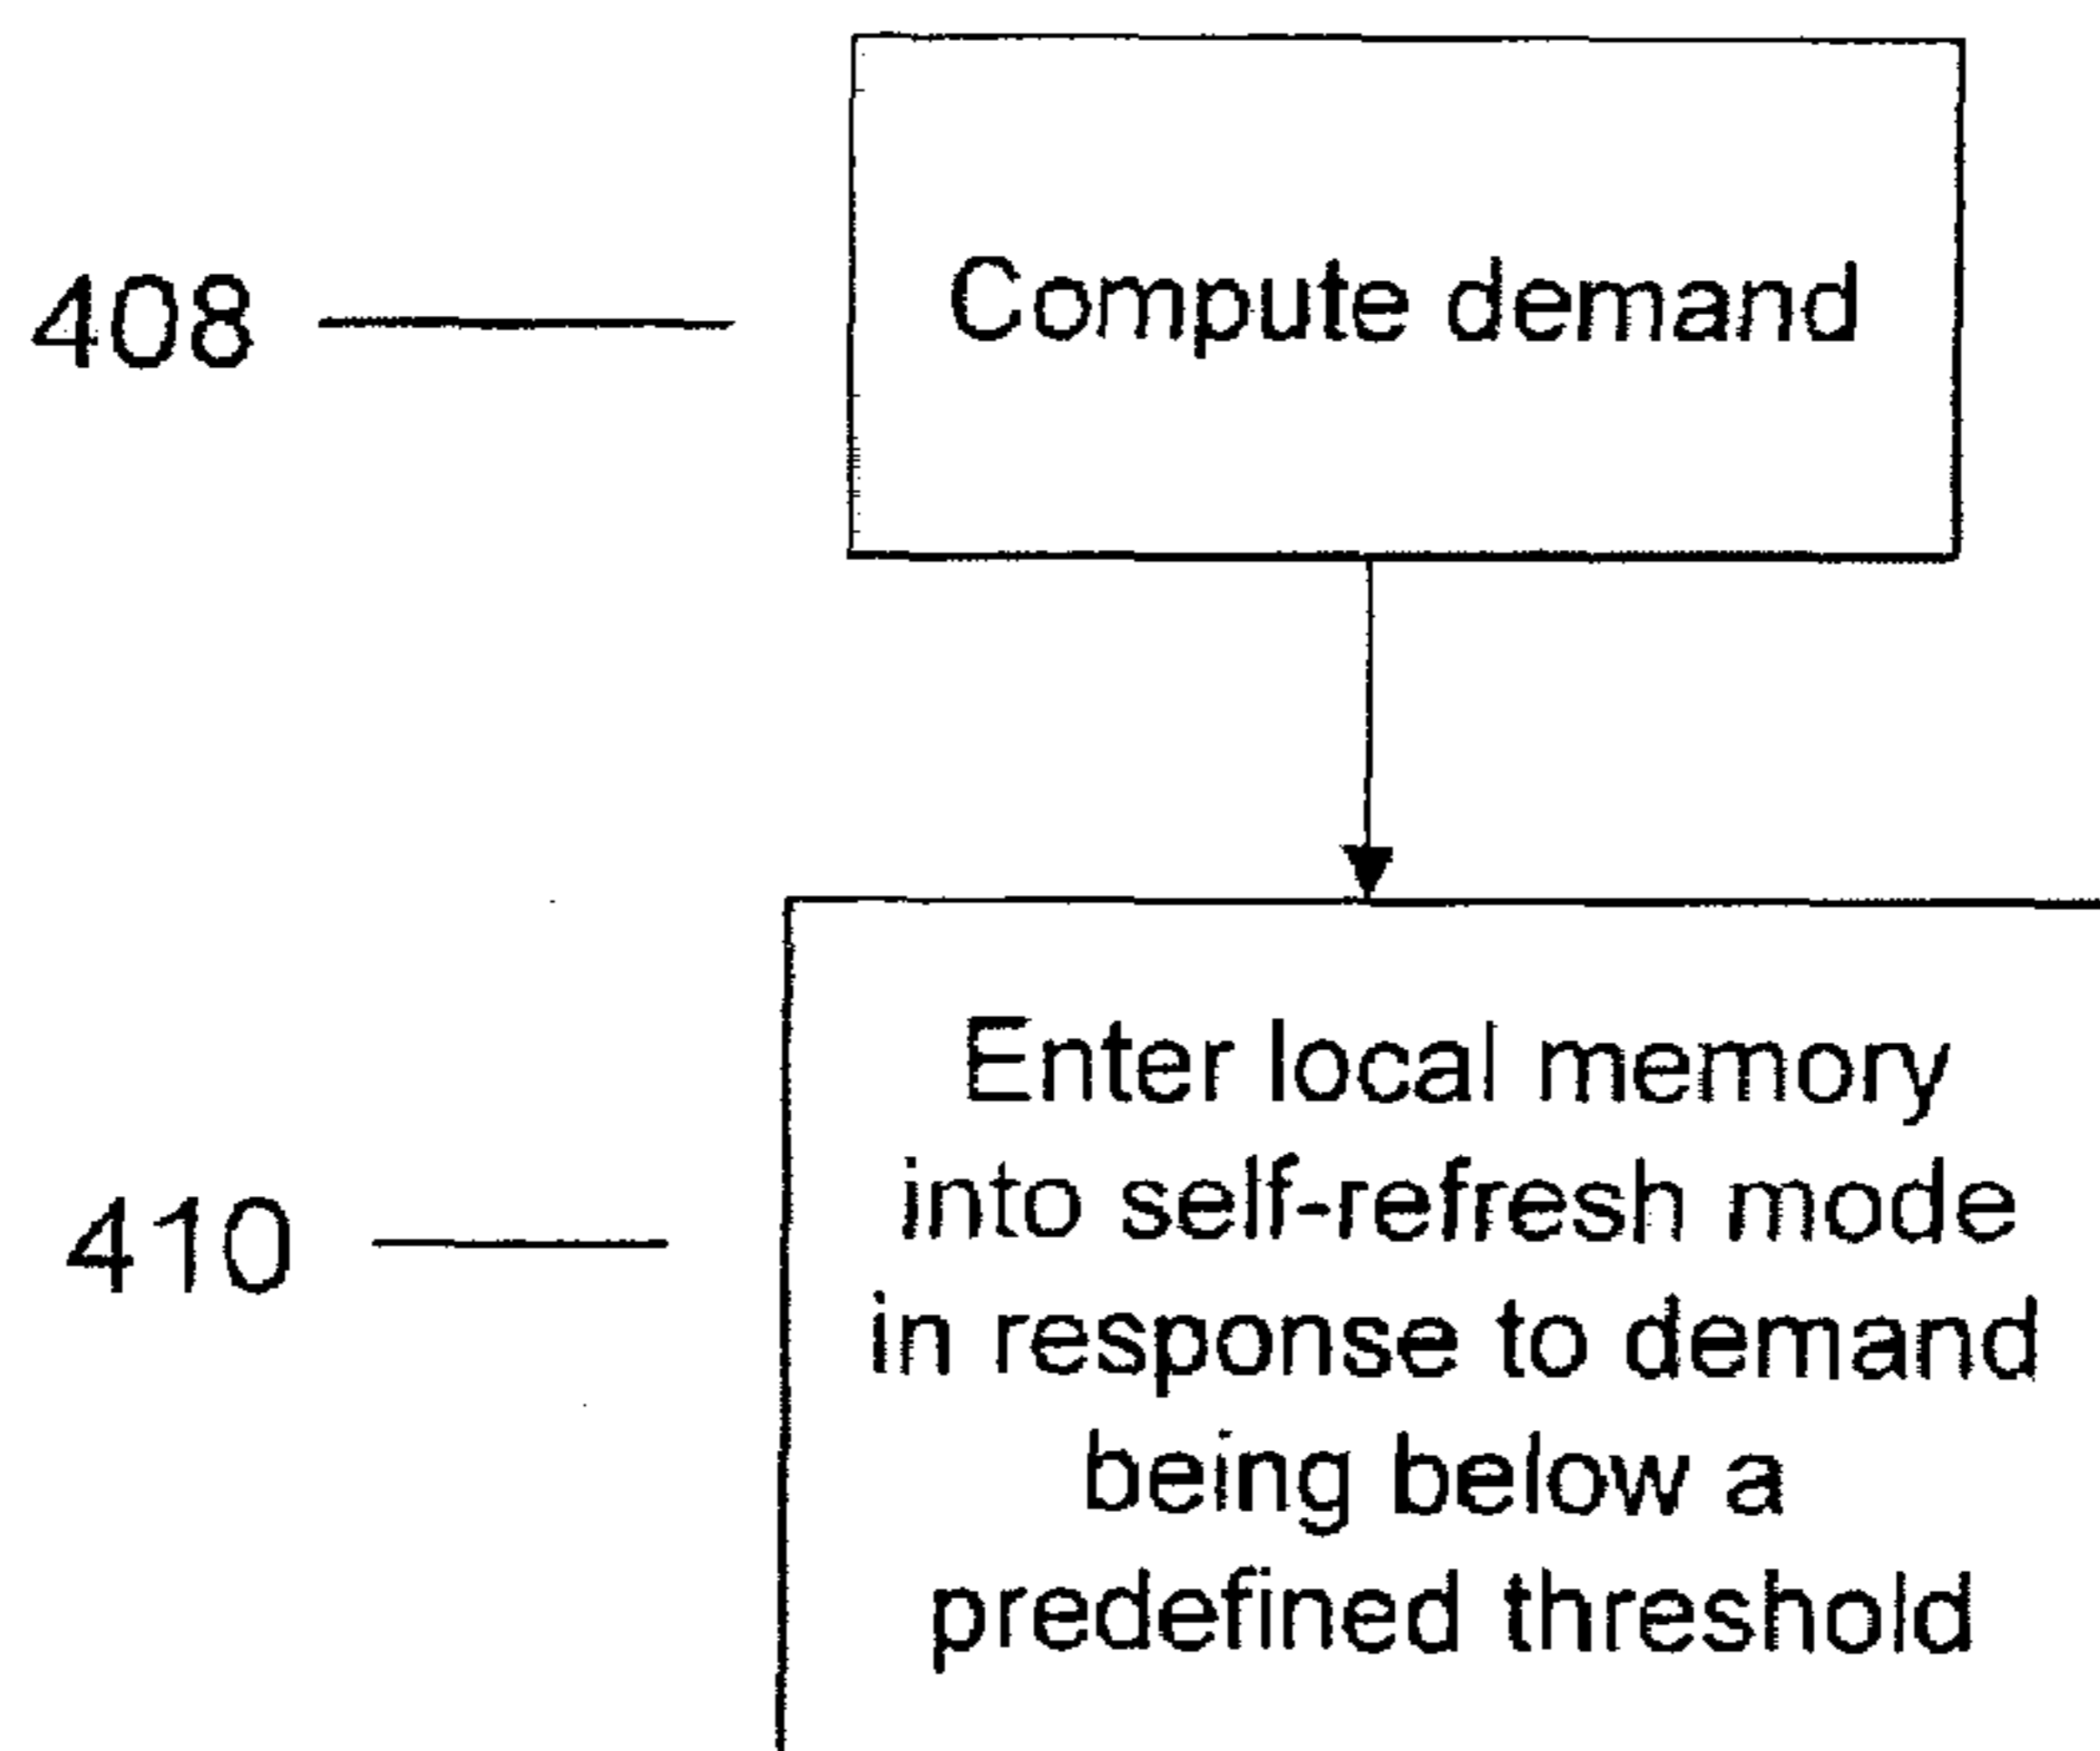 408
Compute demand
410
Enter local memory
into self-refresh mode
in response to demand
being below a
predefined threshold